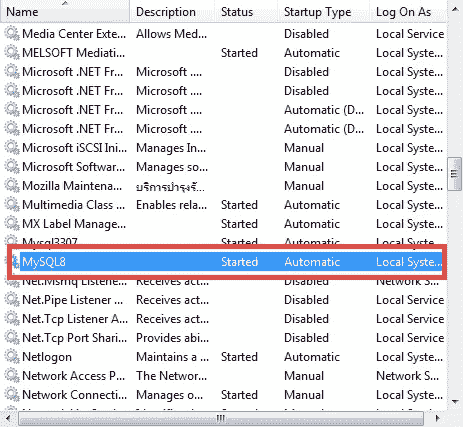 Name Description Status Startup Type Log On As
Media Center Exte... Allows Med... Disabled Local Service
MELSOFT Mediati... Started Automatic Local Syste...
Microsoft .NET Fr... Microsoft .... Disabled Local Syste...
Microsoft .NET Fr... Microsoft .... Disabled Local Syste...
Microsoft .NET Fr... Microsoft .... Automatic (D... Local Syste...
Microsoft .NET Fr... Microsoft .... Automatic (D... Local Syste...
Microsoft iSCSI Ini... Manages In... Manual Local Syste...
Microsoft Softwar... Manages so... Manual Local Syste...
Mozilla Maintena... บริการบำรุงรั... Manual Local Syste...
Multimedia Class ... Enables rela... Started Automatic Local Syste...
MX Label Manage... Started Automatic Local Syste...
Mysql3307 Started Automatic Local Syste...
MySQL8 Started Automatic Local Syste...
Net.Msmq Listene... Receives act... Disabled Network S...
Net.Pipe Listener ... Receives act... Disabled Local Service
Net.Tcp Listener A... Receives act... Disabled Local Service
Net.Tcp Port Shari... Provides abi... Disabled Local Service
Netlogon Maintains a ... Started Automatic Local Syste...
Network Access P... The Networ... Manual Network S...
Network Connecti... Manages o... Started Manual Local Syste...